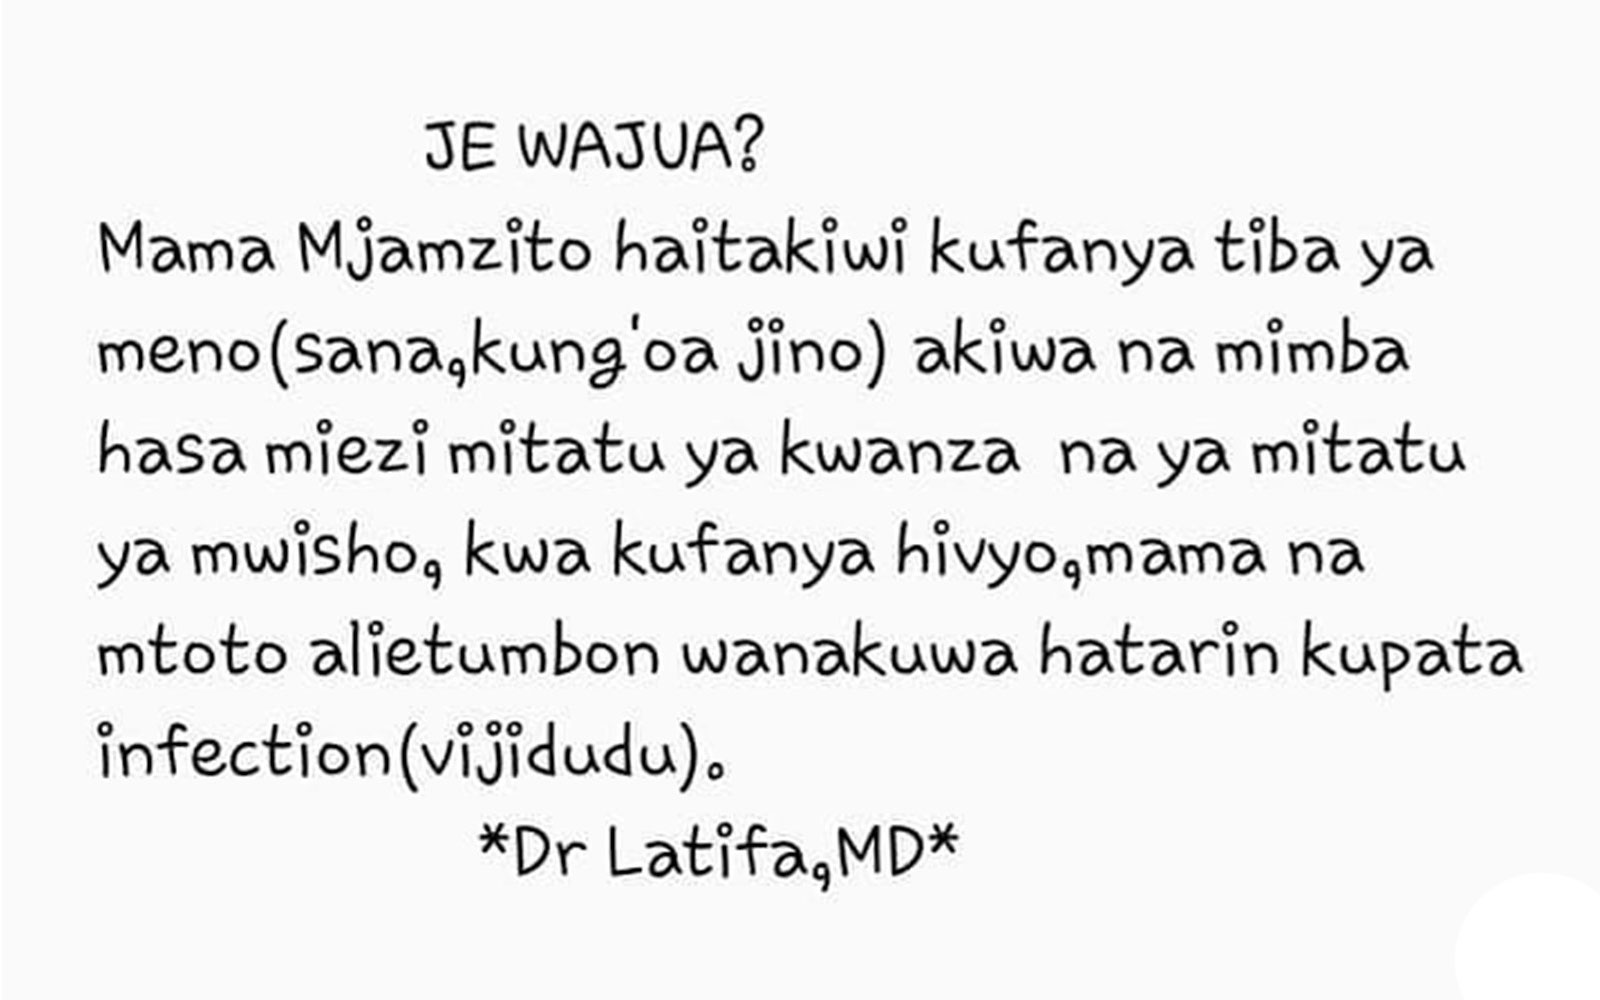 JE WAJUA?
Mama Mjamzito haitakiwi kufanya tiba ya
meno(sana,kung'oa jino) akiwa na mimba
hasa miezi mitatu ya kwanza na ya mitatu
ya mwisho, kwa kufanya hivyo,mama na
mtoto alietumbon wanakuwa hatarin kupata
infection(vijidudu).
*Dr Latifa,MD*